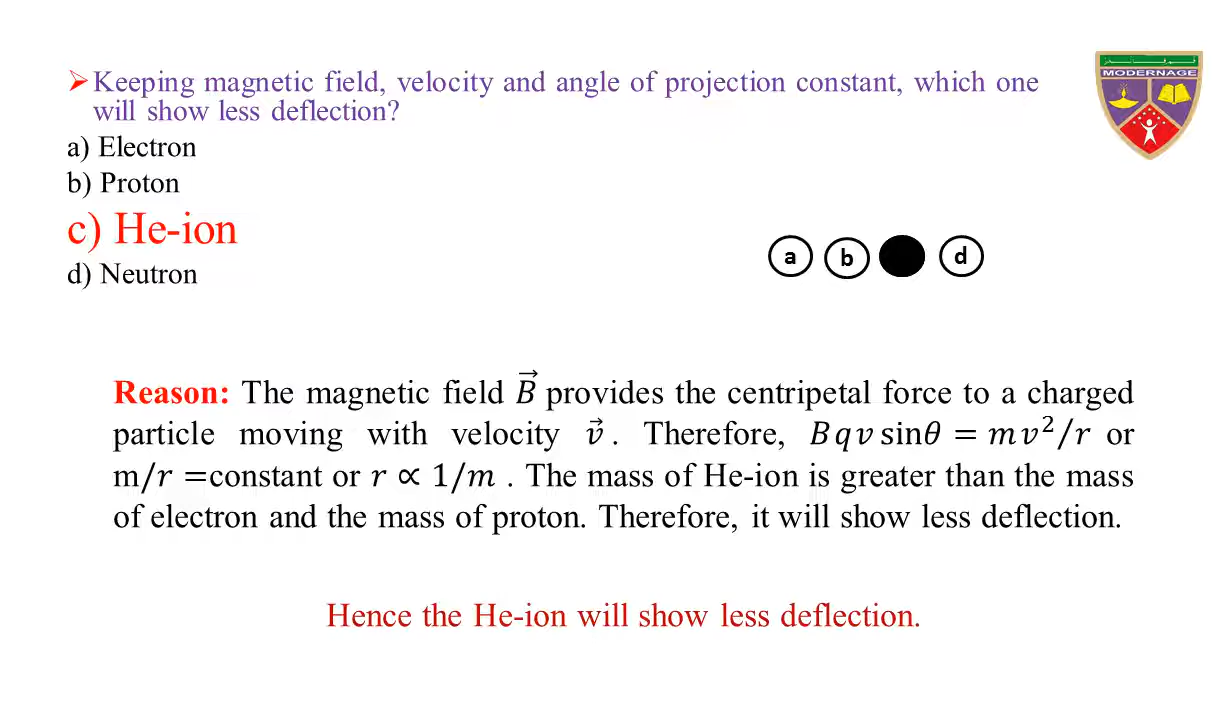 ➢Keeping magnetic field, velocity and angle of projection constant, which one
will show less deflection?
a) Electron
b) Proton
c) He-ion
d) Neutron
a b d
MODERNAGE
Reason: The magnetic field \(\vec{B}\) provides the centripetal force to a charged
particle moving with velocity \(\vec{v}\) . Therefore, Bqv sinθ = mv²/r or
m/r =constant or r ∝ 1/m . The mass of He-ion is greater than the mass
of electron and the mass of proton. Therefore, it will show less deflection.
Hence the He-ion will show less deflection.